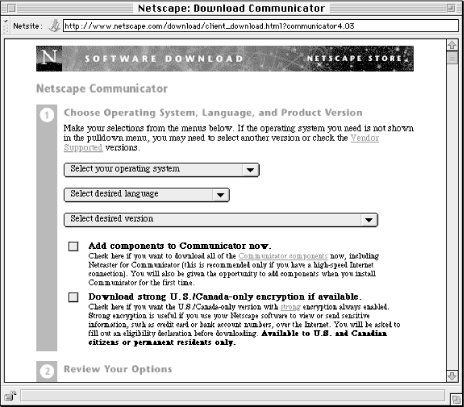 Netscape: Download Communicator
Netsite: http://www.netscape.com/download/client_download.html?communicator4.03
N SOFTWARE DOWNLOAD NETSCAPE STORE
Netscape Communicator
1 Choose Operating System, Language, and Product Version
Make your selections from the menus below. If the operating system you need is not shown
in the pulldown menu, you may need to select another version or check the Vendor
Supported versions.
Select your operating system
Select desired language
Select desired version
Add components to Communicator now.
Check here if you want to download all of the Communicator components now, including
Netcaster for Communicator (this is recommended only if you have a high-speed Internet
connection). You will also be given the opportunity to add components when you install
Communicator for the first time.
Download strong U.S./Canada-only encryption if available.
Check here if you want the U.S./Canada-only version with strong encryption always enabled.
Strong encryption is useful if you use your Netscape software to view or send sensitive
information, such as credit card or bank account numbers, over the Internet. You will be asked to
fill out an eligibility declaration before downloading. Available to U.S. and Canadian
citizens or permanent residents only.
2 Review Your Options